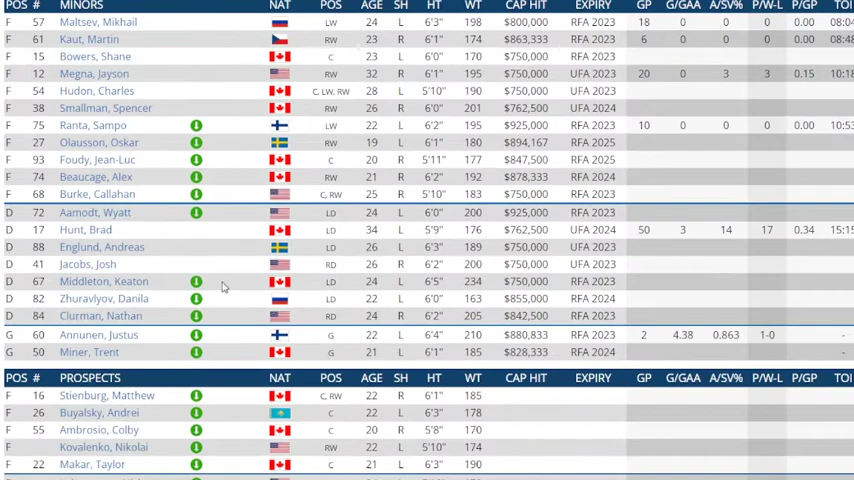 POS # MINORS NAT POS AGE SH HT WT CAP HIT EXPIRY GP G/GAA A/SV% P/W-L P/GP TOI
F 57 Maltsev, Mikhail LW 24 L 6'3" 198 $800,000 RFA 2023 18 0 0 0 0.00 08:04
F 61 Kaut, Martin RW 23 R 6'1" 174 $863,333 RFA 2023 6 0 0 0 0.00 08:48
F 15 Bowers, Shane C 23 L 6'0" 170 $750,000 RFA 2023
F 12 Megna, Jayson RW 32 R 6'1" 195 $750,000 UFA 2023 20 0 3 3 0.15 10:18
F 54 Hudon, Charles C, LW, RW 28 L 5'10" 190 $750,000 UFA 2023
F 38 Smallman, Spencer RW 26 R 6'0" 201 $762,500 UFA 2024
F 75 Ranta, Sampo LW 22 L 6'2" 195 $925,000 RFA 2023 10 0 0 0 0.00 10:53
F 27 Olausson, Oskar RW 19 L 6'1" 180 $894,167 RFA 2025
F 93 Foudy, Jean-Luc C 20 R 5'11" 177 $847,500 RFA 2025
F 74 Beaucage, Alex RW 21 R 6'2" 192 $878,333 RFA 2024
F 68 Burke, Callahan C, RW 25 R 5'10" 183 $750,000 RFA 2023
D 72 Aamodt, Wyatt LD 24 L 6'0" 200 $925,000 RFA 2023
D 17 Hunt, Brad LD 34 L 5'9" 176 $762,500 UFA 2024 50 3 14 17 0.34 15:15
D 88 Englund, Andreas LD 26 L 6'3" 189 $750,000 UFA 2023
D 41 Jacobs, Josh RD 26 R 6'2" 200 $750,000 UFA 2023
D 67 Middleton, Keaton LD 24 L 6'5" 234 $750,000 RFA 2023
D 82 Zhuravlyov, Danila LD 22 L 6'0" 163 $855,000 RFA 2024
D 84 Clurman, Nathan RD 24 R 6'2" 205 $842,500 RFA 2023
G 60 Annunen, Justus G 22 L 6'4" 210 $880,833 RFA 2023 2 4.38 0.863 1-0 -
G 50 Miner, Trent G 21 L 6'1" 185 $828,333 RFA 2024 -
POS # PROSPECTS NAT POS AGE SH HT WT CAP HIT EXPIRY GP G/GAA A/SV% P/W-L P/GP TOI
F 16 Stienburg, Matthew C, RW 22 R 6'1" 185
F 26 Buyalsky, Andrei C 22 L 6'3" 178
F 55 Ambrosio, Colby C 20 R 5'8" 170
F Kovalenko, Nikolai RW 22 L 5'10" 174
F 22 Makar, Taylor C 21 L 6'3" 190